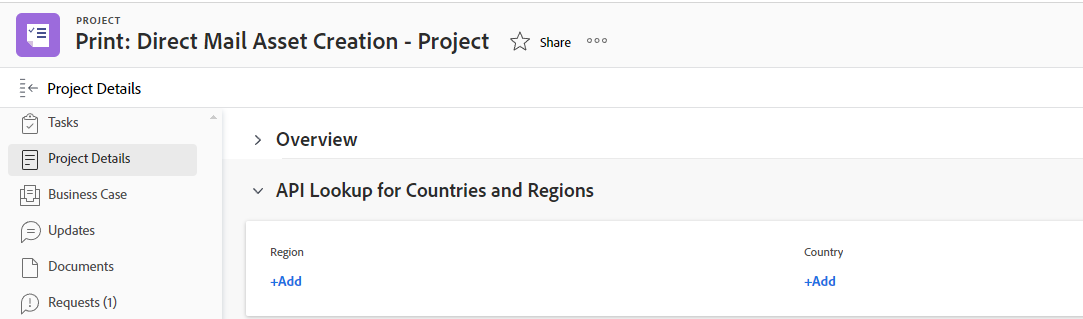 PROJECT
Print: Direct Mail Asset Creation - Project
Share
Project Details
Tasks
Project Details
Business Case
Updates
Documents
Requests (1)
Overview
API Lookup for Countries and Regions
Region
Country
+Add
+Add